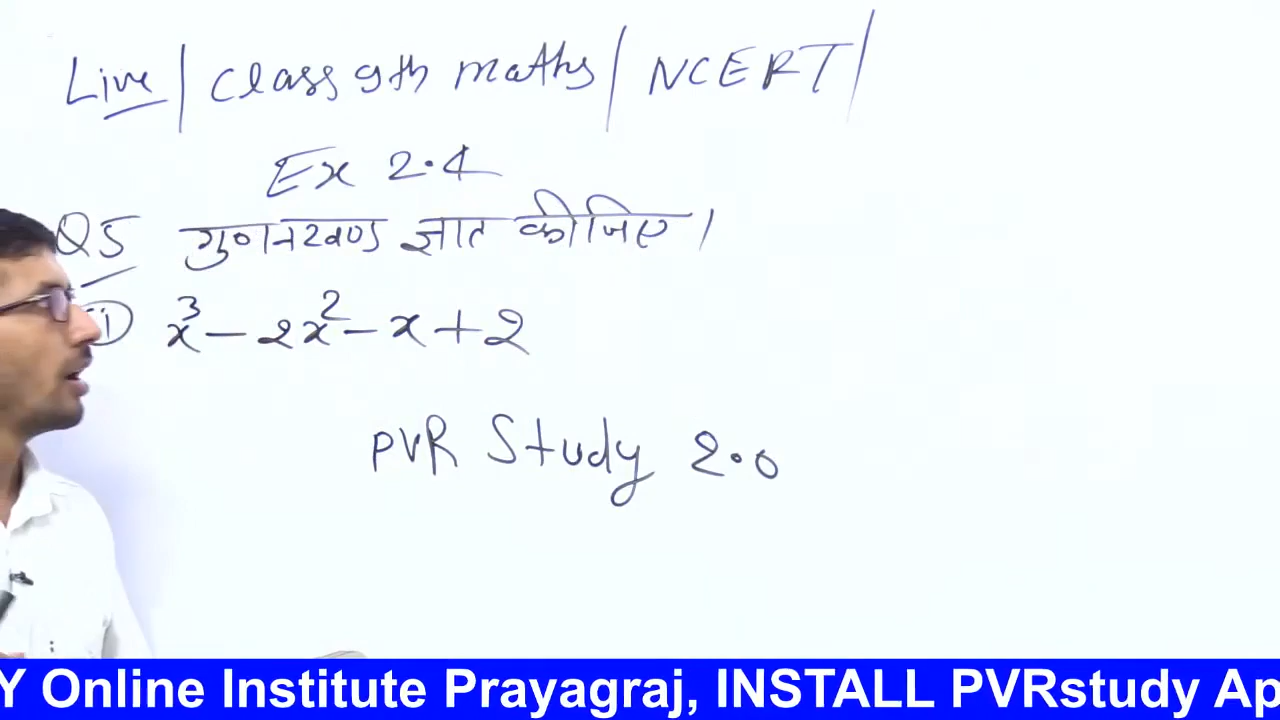 Live / Class 9th maths / NCERT /
Ex 2.4
Q5 गुणनखण्ड ज्ञात कीजिए।
(i) x³ - 2x² - x + 2
PVR Study 2.0
Y Online Institute Prayagraj, INSTALL PVRstudy Ap